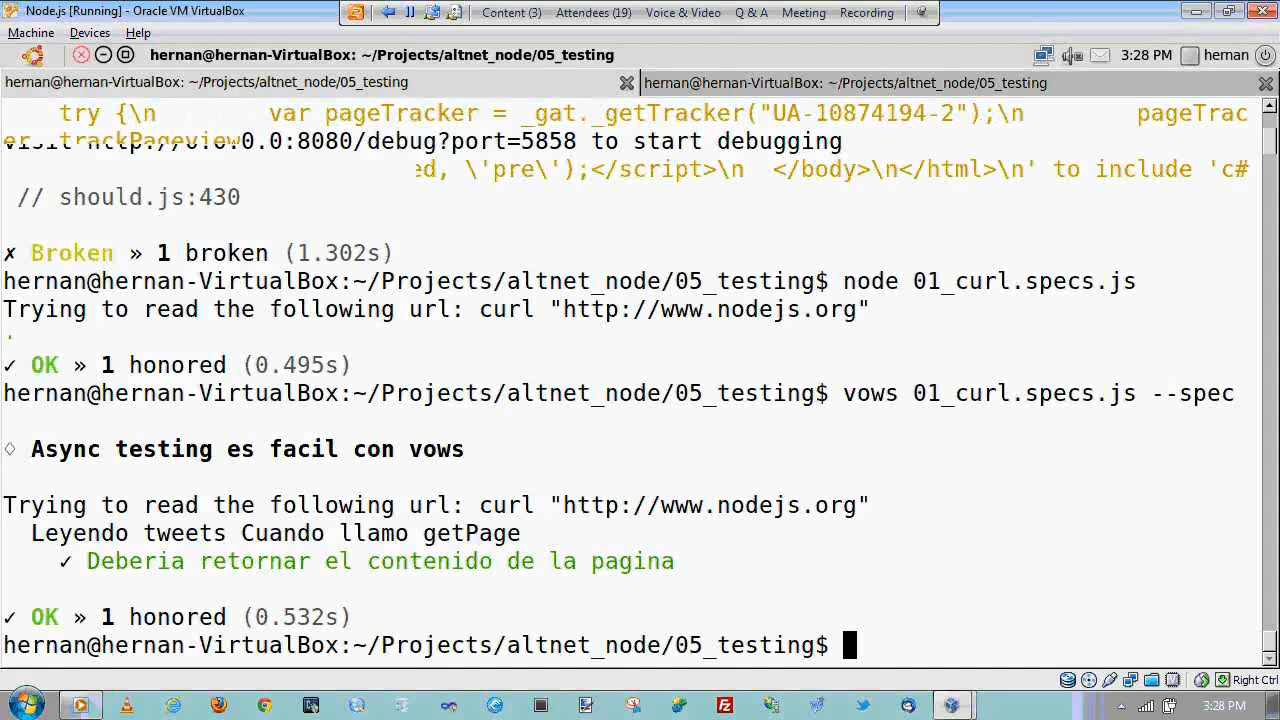 Node.js [Running] - Oracle VM VirtualBox
Content (3) Attendees (19) Voice & Video Q & A Meeting Recording
Machine Devices Help
hernan@hernan-VirtualBox: ~/Projects/altnet_node/05_testing
3:28 PM hernan
hernan@hernan-VirtualBox: ~/Projects/altnet_node/05_testing
hernan@hernan-VirtualBox: ~/Projects/altnet_node/05_testing
try {\n        var pageTracker = _gat._getTracker("UA-10874194-2");\n        pageTrac
er._trackPageview
visit http://0.0.0.0:8080/debug?port=5858 to start debugging
ed, \'pre\');</script>\n  </body>\n</html>\n' to include 'c#
// should.js:430
✗ Broken » 1 broken (1.302s)
hernan@hernan-VirtualBox:~/Projects/altnet_node/05_testing$ node 01_curl.specs.js
Trying to read the following url: curl "http://www.nodejs.org"
·
✓ OK » 1 honored (0.495s)
hernan@hernan-VirtualBox:~/Projects/altnet_node/05_testing$ vows 01_curl.specs.js --spec
♢ Async testing es facil con vows
Trying to read the following url: curl "http://www.nodejs.org"
Leyendo tweets Cuando llamo getPage
✓ Deberia retornar el contenido de la pagina
✓ OK » 1 honored (0.532s)
hernan@hernan-VirtualBox:~/Projects/altnet_node/05_testing$
Right Ctrl
3:28 PM